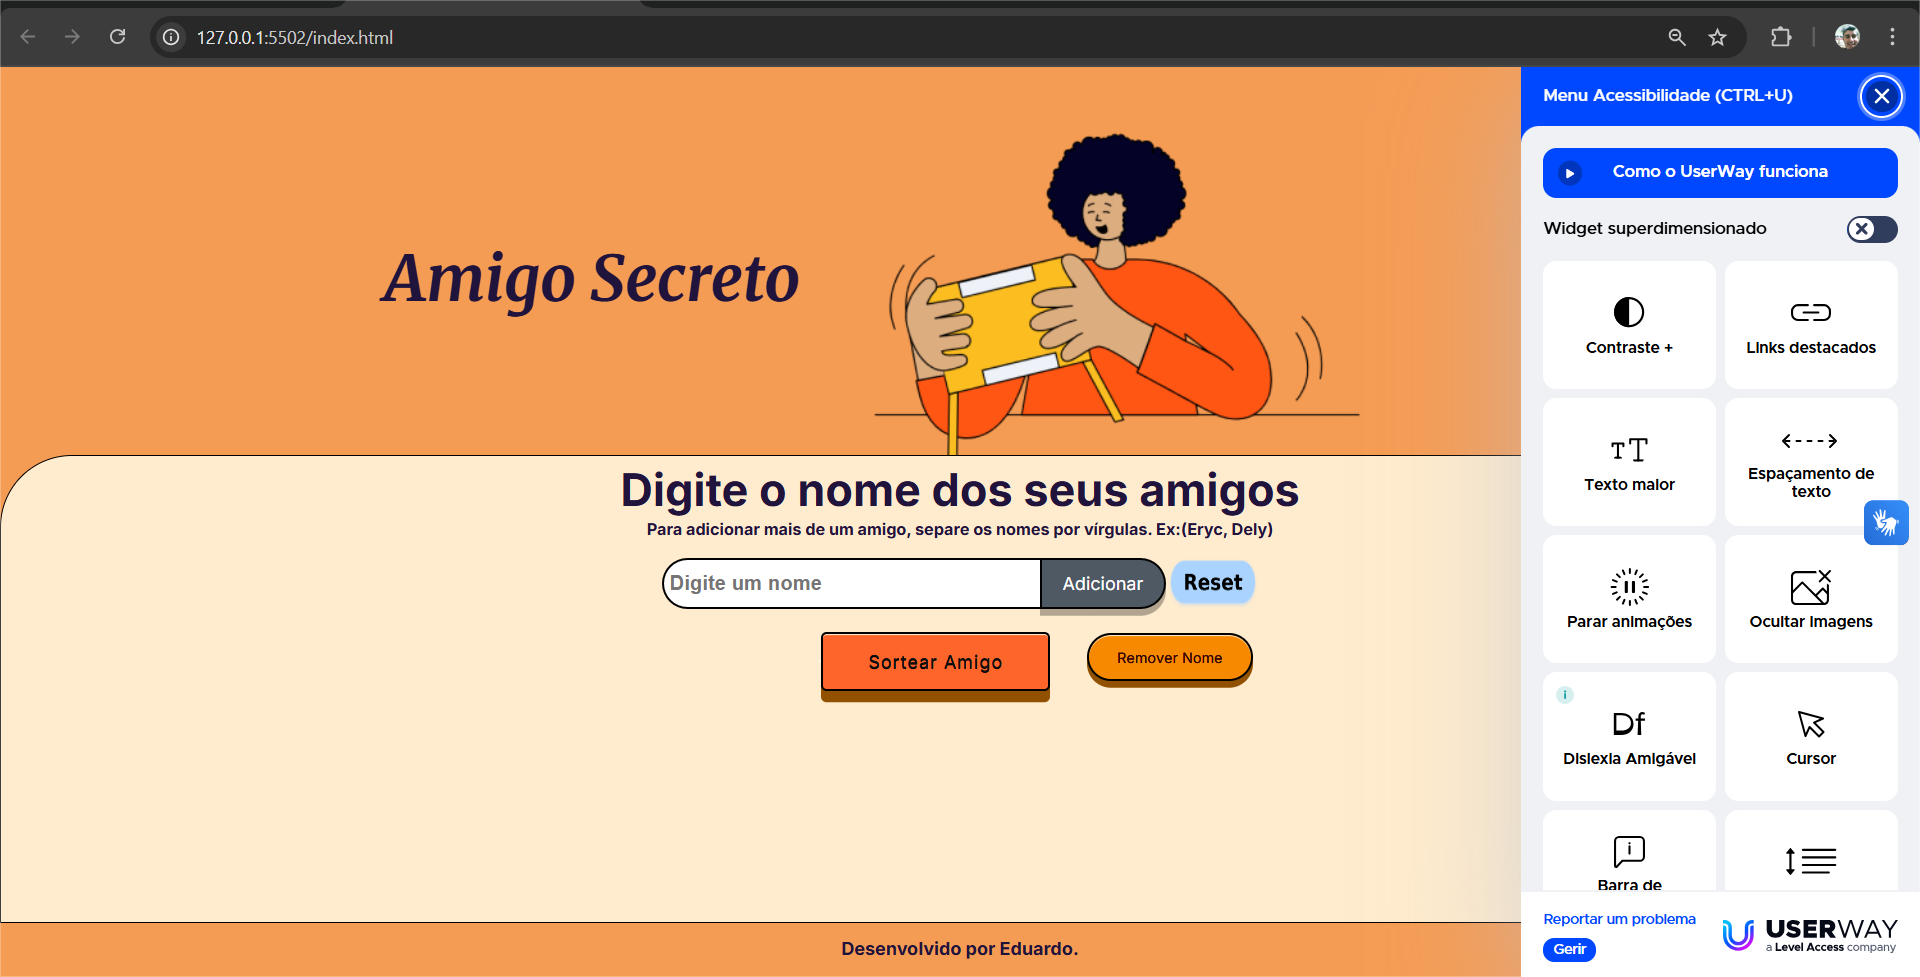 127.0.0.1:5502/index.html
Amigo Secreto
Digite o nome dos seus amigos
Para adicionar mais de um amigo, separe os nomes por vírgulas. Ex:(Eryc, Dely)
Digite um nome
Adicionar
Reset
Sortear Amigo
Remover Nome
Desenvolvido por Eduardo.
Menu Acessibilidade (CTRL+U)
Como o UserWay funciona
Widget superdimensionado
Contraste +
Links destacados
Texto maior
Espaçamento de
texto
Parar animações
Ocultar Imagens
Df
Dislexia Amigável
Cursor
Barra de
Reportar um problema
Gerir
USERWAY
a Level Access company